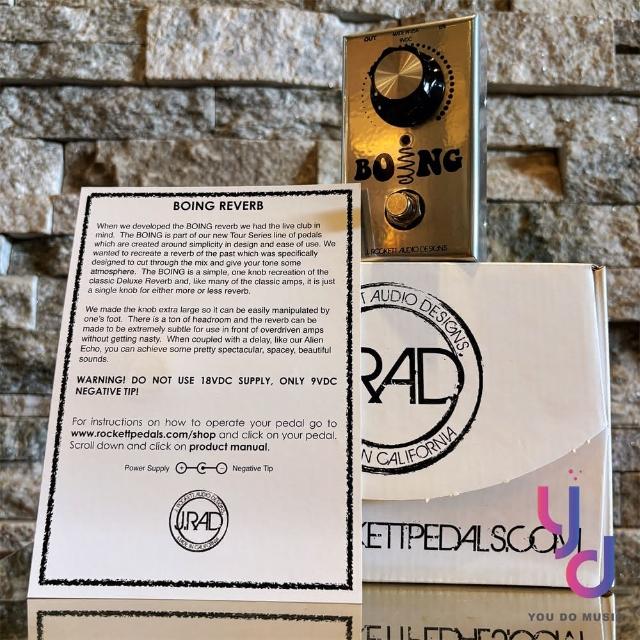 OUT
9VDC
IN
BOING
J. ROCKETT AUDIO DESIGNS
BOING REVERB
When we developed the BOING reverb we had the live club in
mind. The BOING is part of our new Tour Series line of pedals
which are created around simplicity in design and ease of use. We
wanted to recreate a reverb of the past which was specifically
designed to cut through the mix and give your tone some
atmosphere. The BOING is a simple, one knob recreation of the
classic Deluxe Reverb and, like many of the classic amps, it is just
a single knob for either more or less reverb.
We made the knob extra large so it can be easily manipulated by
one's foot. There is a ton of headroom and the reverb can be
made to be extremely subtle for use in front of overdriven amps
without getting nasty. When coupled with a delay, like our Alien
Echo, you can achieve some pretty spectacular, spacey, beautiful
sounds.
WARNING! DO NOT USE 18VDC SUPPLY, ONLY 9VDC
NEGATIVE TIP!
For instructions on how to operate your pedal go to
www.rockettpedals.com/shop and click on your pedal.
Scroll down and click on product manual.
Power Supply + - Negative Tip
J. ROCKETT AUDIO DESIGNS
J.RAD
MADE IN CALIFORNIA
T AUDIO DESIGNS.
.RAD
IN CALIFORNIA
KETTPEDALS.COM
YOU DO MUSIC